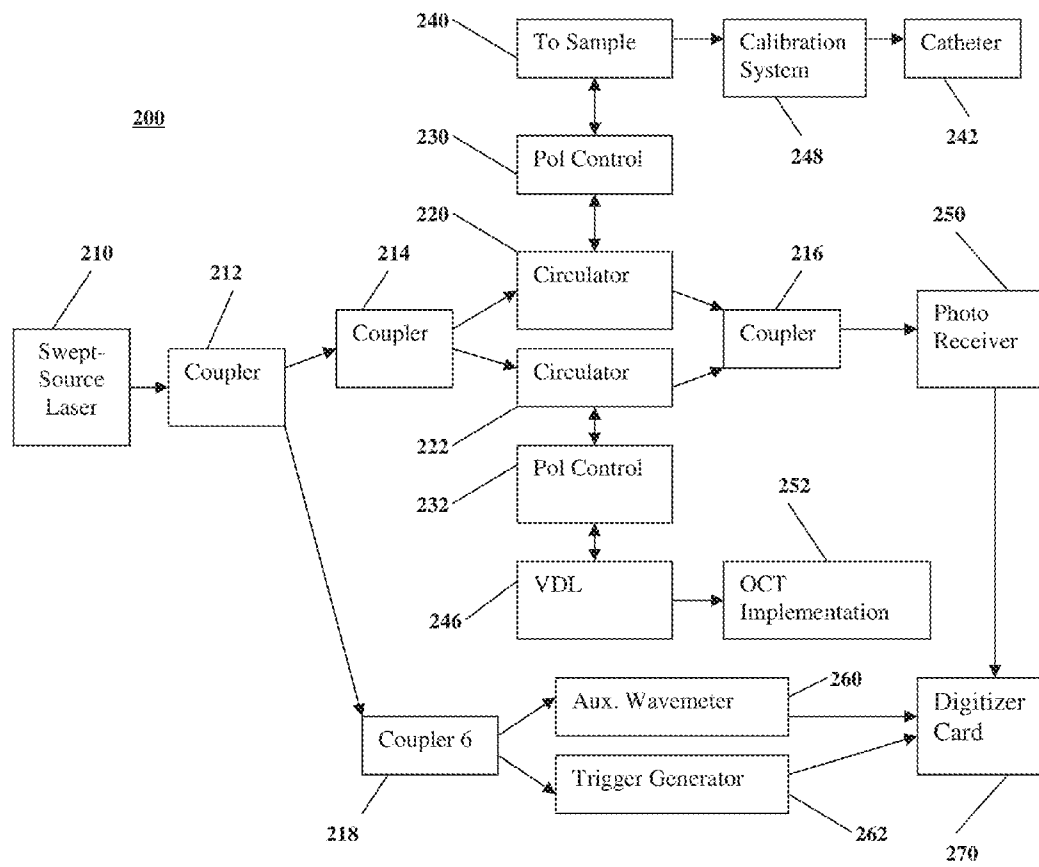 240
To Sample
Calibration
System
Catheter
200
230
Pol Control
248
242
220
250
210
212
214
Circulator
216
Photo
Receiver
Swept-
Source
Laser
Coupler
Coupler
Coupler
Circulator
222
Pol Control
232
252
VDL
OCT
Implementation
246
260
Aux. Wavemeter
Digitizer
Card
Coupler 6
Trigger Generator
218
262
270